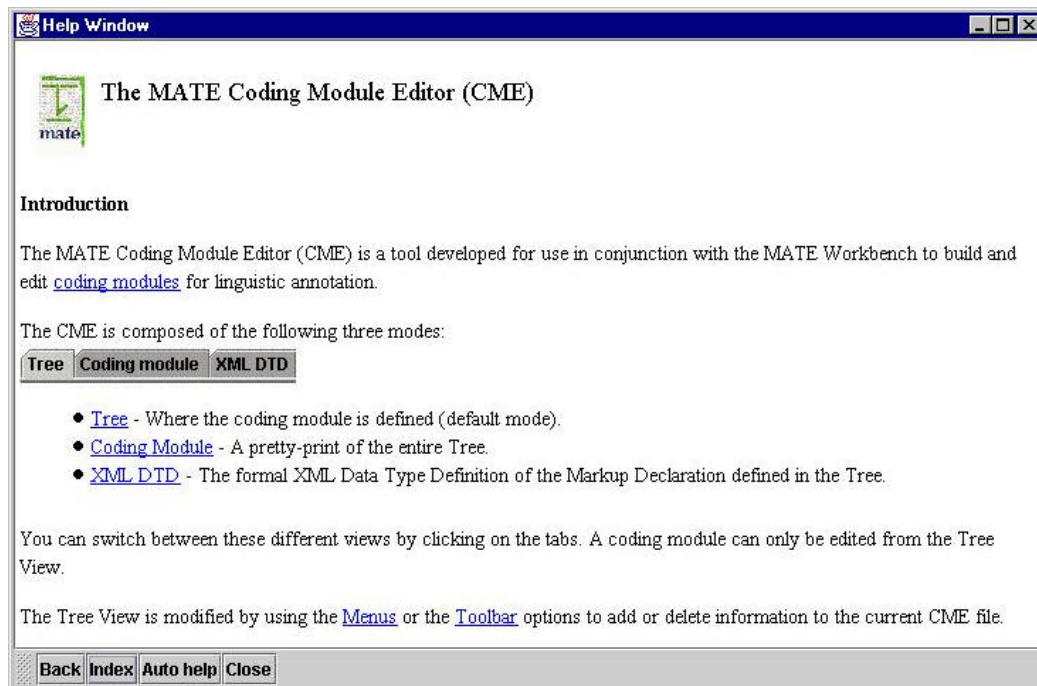 Help Window
The MATE Coding Module Editor (CME)
mate
Introduction
The MATE Coding Module Editor (CME) is a tool developed for use in conjunction with the MATE Workbench to build and
edit coding modules for linguistic annotation.
The CME is composed of the following three modes:
Tree Coding module XML DTD
● Tree - Where the coding module is defined (default mode).
● Coding Module - A pretty-print of the entire Tree.
● XML DTD - The formal XML Data Type Definition of the Markup Declaration defined in the Tree.
You can switch between these different views by clicking on the tabs. A coding module can only be edited from the Tree
View.
The Tree View is modified by using the Menus or the Toolbar options to add or delete information to the current CME file.
Back Index Auto help Close